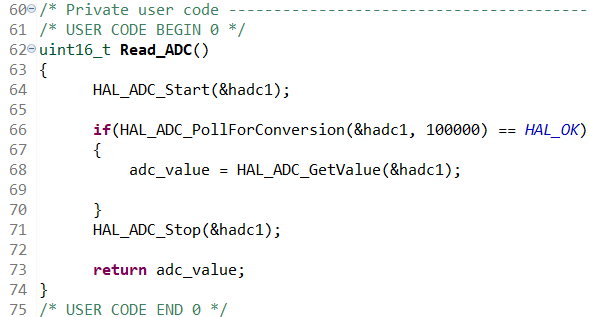 60 /* Private user code ---------------------------------------
61 /* USER CODE BEGIN 0 */
62 uint16_t Read_ADC()
63 {
64 HAL_ADC_Start(&hadc1);
65
66 if(HAL_ADC_PollForConversion(&hadc1, 100000) == HAL_OK)
67 {
68 adc_value = HAL_ADC_GetValue(&hadc1);
69
70 }
71 HAL_ADC_Stop(&hadc1);
72
73 return adc_value;
74 }
75 /* USER CODE END 0 */